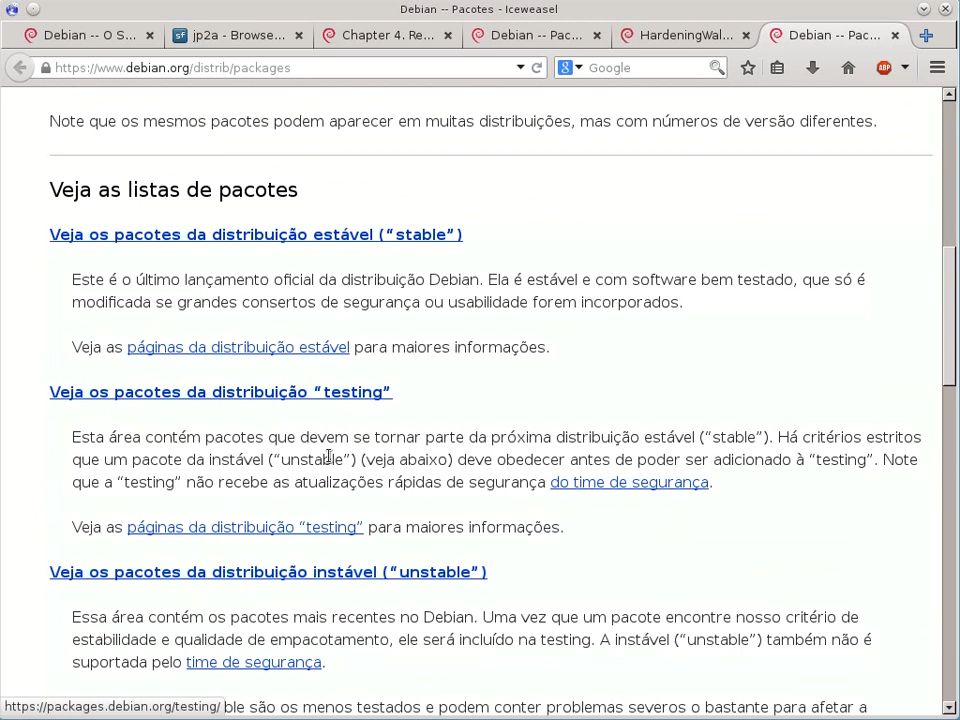 Debian -- Pacotes - Iceweasel
Debian -- O S...
jp2a - Browse...
Chapter 4. Re...
Debian -- Pac...
HardeningWal...
Debian -- Pac...
https://www.debian.org/distrib/packages
Google
ABP
Note que os mesmos pacotes podem aparecer em muitas distribuições, mas com números de versão diferentes.
Veja as listas de pacotes
Veja os pacotes da distribuição estável (“stable”)
Este é o último lançamento oficial da distribuição Debian. Ela é estável e com software bem testado, que só é
modificada se grandes consertos de segurança ou usabilidade forem incorporados.
Veja as páginas da distribuição estável para maiores informações.
Veja os pacotes da distribuição “testing”
Esta área contém pacotes que devem se tornar parte da próxima distribuição estável (“stable”). Há critérios estritos
que um pacote da instável (“unstable”) (veja abaixo) deve obedecer antes de poder ser adicionado à “testing”. Note
que a “testing” não recebe as atualizações rápidas de segurança do time de segurança.
Veja as páginas da distribuição “testing” para maiores informações.
Veja os pacotes da distribuição instável (“unstable”)
Essa área contém os pacotes mais recentes no Debian. Uma vez que um pacote encontre nosso critério de
estabilidade e qualidade de empacotamento, ele será incluído na testing. A instável (“unstable”) também não é
suportada pelo time de segurança.
https://packages.debian.org/testing/ ble são os menos testados e podem conter problemas severos o bastante para afetar a